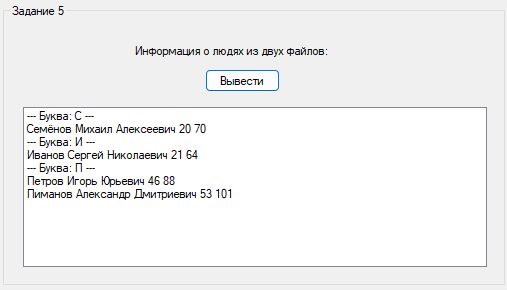 Задание 5
Информация о людях из двух файлов:
Вывести
--- Буква: С ---
Семёнов Михаил Алексеевич 20 70
--- Буква: И ---
Иванов Сергей Николаевич 21 64
--- Буква: П ---
Петров Игорь Юрьевич 46 88
Пиманов Александр Дмитриевич 53 101